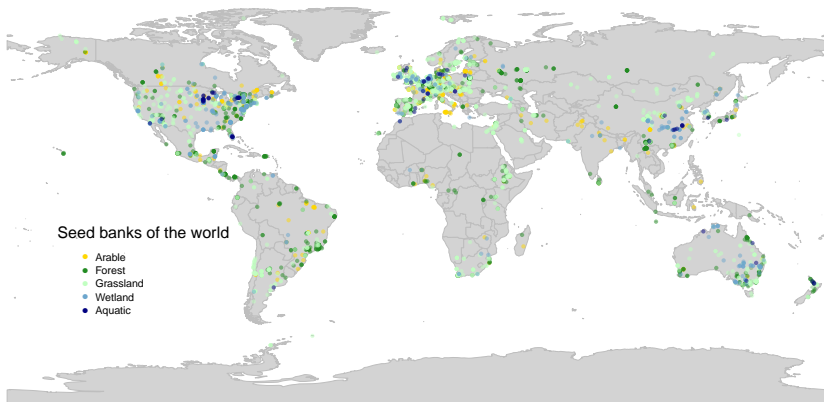 Seed banks of the world
Arable
Forest
Grassland
Wetland
Aquatic